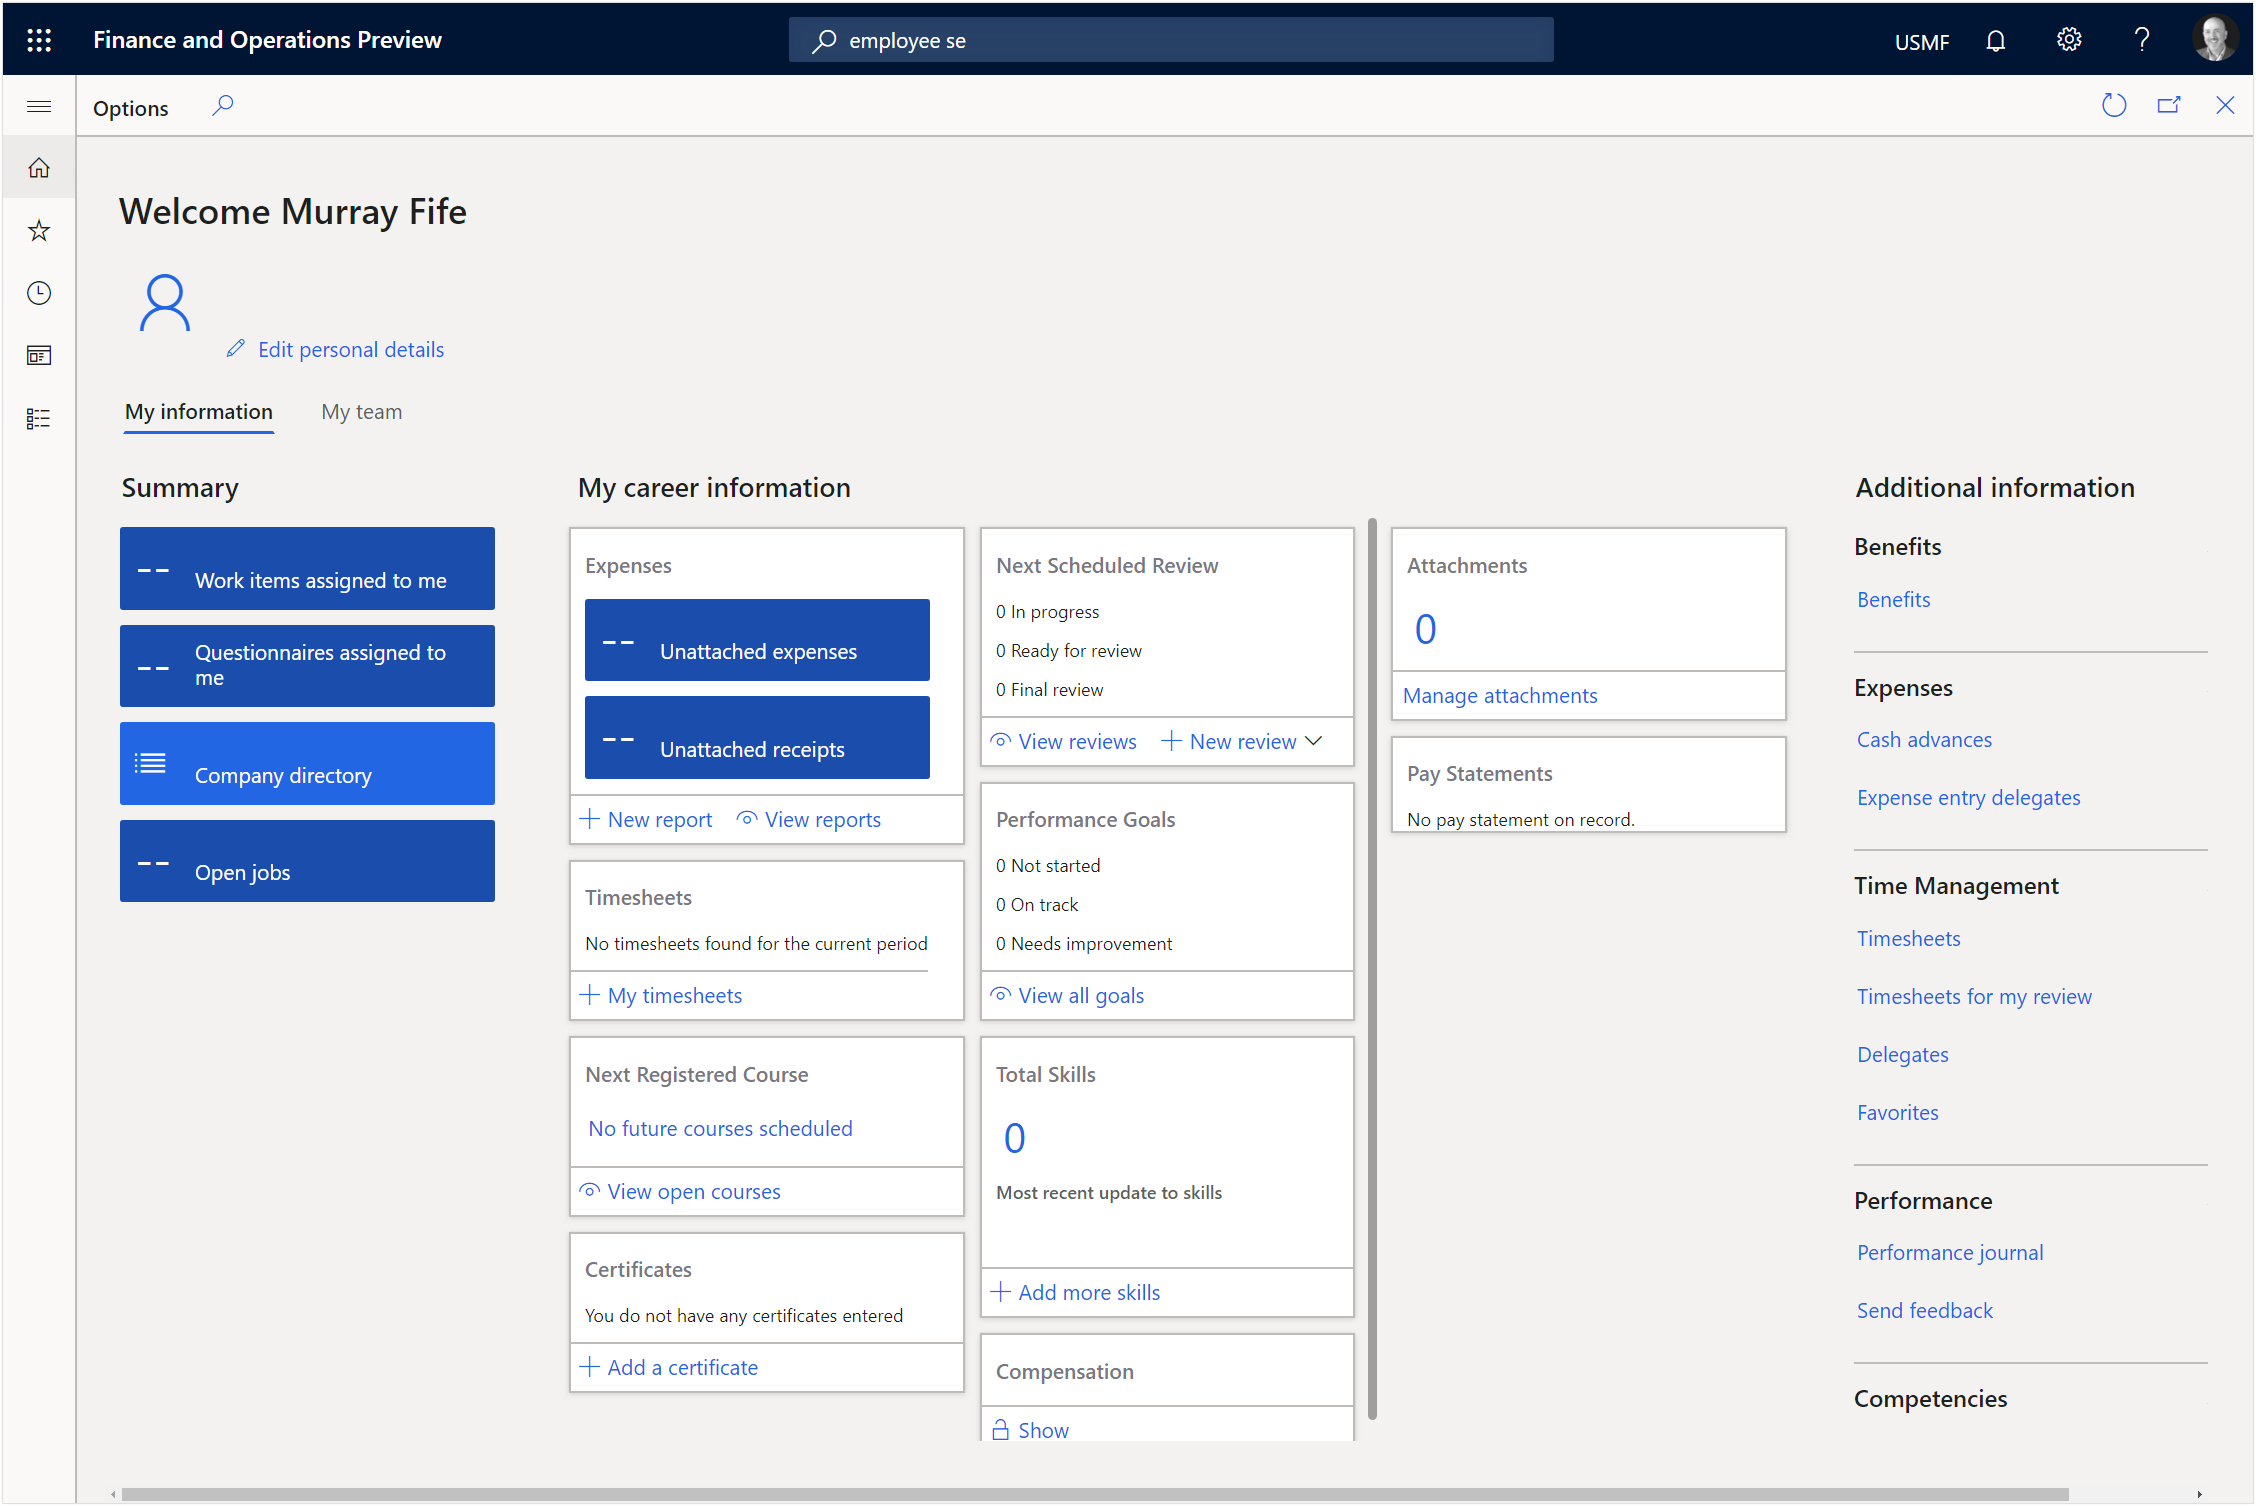 Finance and Operations Preview
employee se
USMF
Options
Welcome Murray Fife
Edit personal details
My information
My team
Summary
Work items assigned to me
Questionnaires assigned to
me
Company directory
Open jobs
My career information
Expenses
Unattached expenses
Unattached receipts
New report
View reports
Timesheets
No timesheets found for the current period
My timesheets
Next Registered Course
No future courses scheduled
View open courses
Certificates
You do not have any certificates entered
Add a certificate
Next Scheduled Review
0 In progress
0 Ready for review
0 Final review
View reviews
New review
Performance Goals
0 Not started
0 On track
0 Needs improvement
View all goals
Total Skills
0
Most recent update to skills
Add more skills
Compensation
Show
Attachments
0
Manage attachments
Pay Statements
No pay statement on record.
Additional information
Benefits
Benefits
Expenses
Cash advances
Expense entry delegates
Time Management
Timesheets
Timesheets for my review
Delegates
Favorites
Performance
Performance journal
Send feedback
Competencies